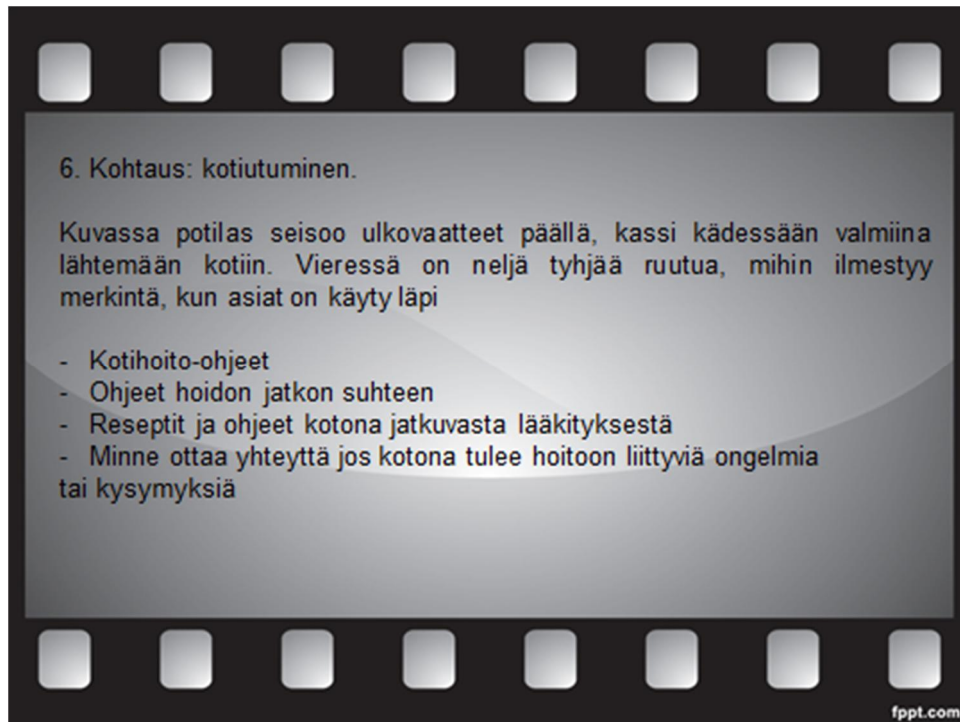 6. Kohtaus: kotiutuminen.
Kuvassa potilas seisoo ulkovaatteet päällä, kassi kädessään valmiina
lähtemään kotiin. Vieressä on neljä tyhjää ruutua, mihin ilmestyy
merkintä, kun asiat on käyty läpi
- Kotihoito-ohjeet
- Ohjeet hoidon jatkon suhteen
- Reseptit ja ohjeet kotona jatkuvasta lääkityksestä
- Minne ottaa yhteyttä jos kotona tulee hoitoon liittyviä ongelmia
tai kysymyksiä
fppt.com